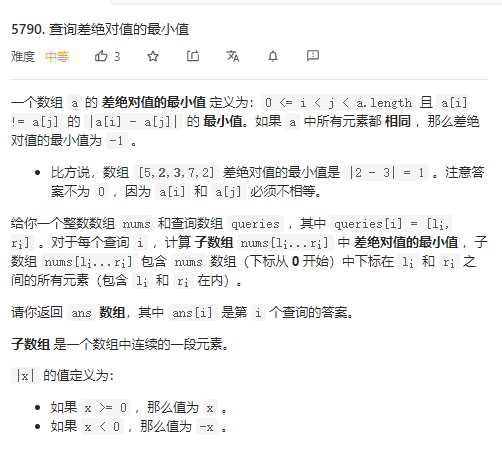 5790. 查询差绝对值的最小值
难度 中等 3
一个数组 a 的 差绝对值的最小值 定义为: 0 <= i < j < a.length 且 a[i]
!= a[j] 的 |a[i] - a[j]| 的 最小值。如果 a 中所有元素都 相同 ，那么差绝
对值的最小值为 -1 。
• 比方说，数组 [5,2,3,7,2] 差绝对值的最小值是 |2 - 3| = 1 。注意答
案不为 0 ，因为 a[i] 和 a[j] 必须不相等。
给你一个整数数组 nums 和查询数组 queries ，其中 queries[i] = [li,
ri] 。对于每个查询 i ，计算 子数组 nums[li...ri] 中 差绝对值的最小值 ，子
数组 nums[li...ri] 包含 nums 数组（下标从 0 开始）中下标在 li 和 ri 之
间的所有元素（包含 li 和 ri 在内）。
请你返回 ans 数组，其中 ans[i] 是第 i 个查询的答案。
子数组 是一个数组中连续的一段元素。
|x| 的值定义为:
• 如果 x >= 0 ，那么值为 x 。
• 如果 x < 0 ，那么值为 -x 。